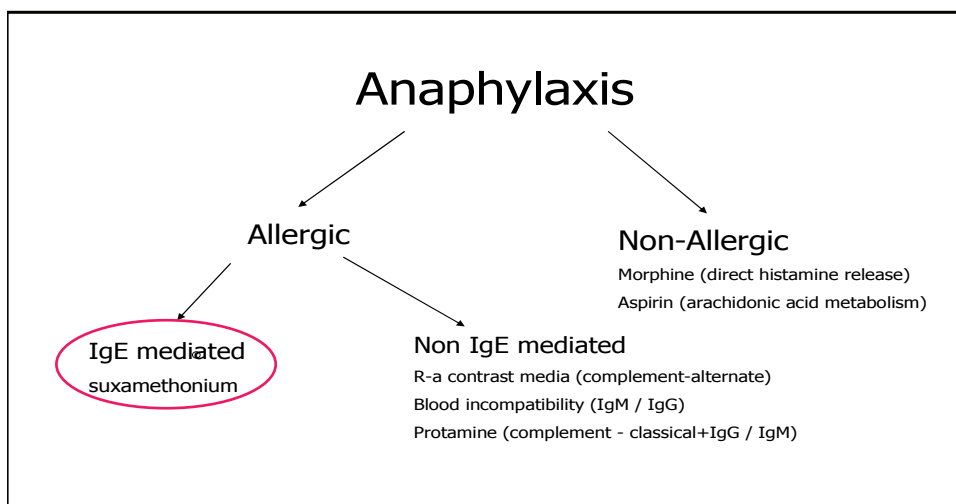 Anaphylaxis
Allergic
Non-Allergic
Morphine (direct histamine release)
Aspirin (arachidonic acid metabolism)
IgE mediated
suxamethonium
Non IgE mediated
R-a contrast media (complement-alternate)
Blood incompatibility (IgM / IgG)
Protamine (complement - classical+IgG / IgM)